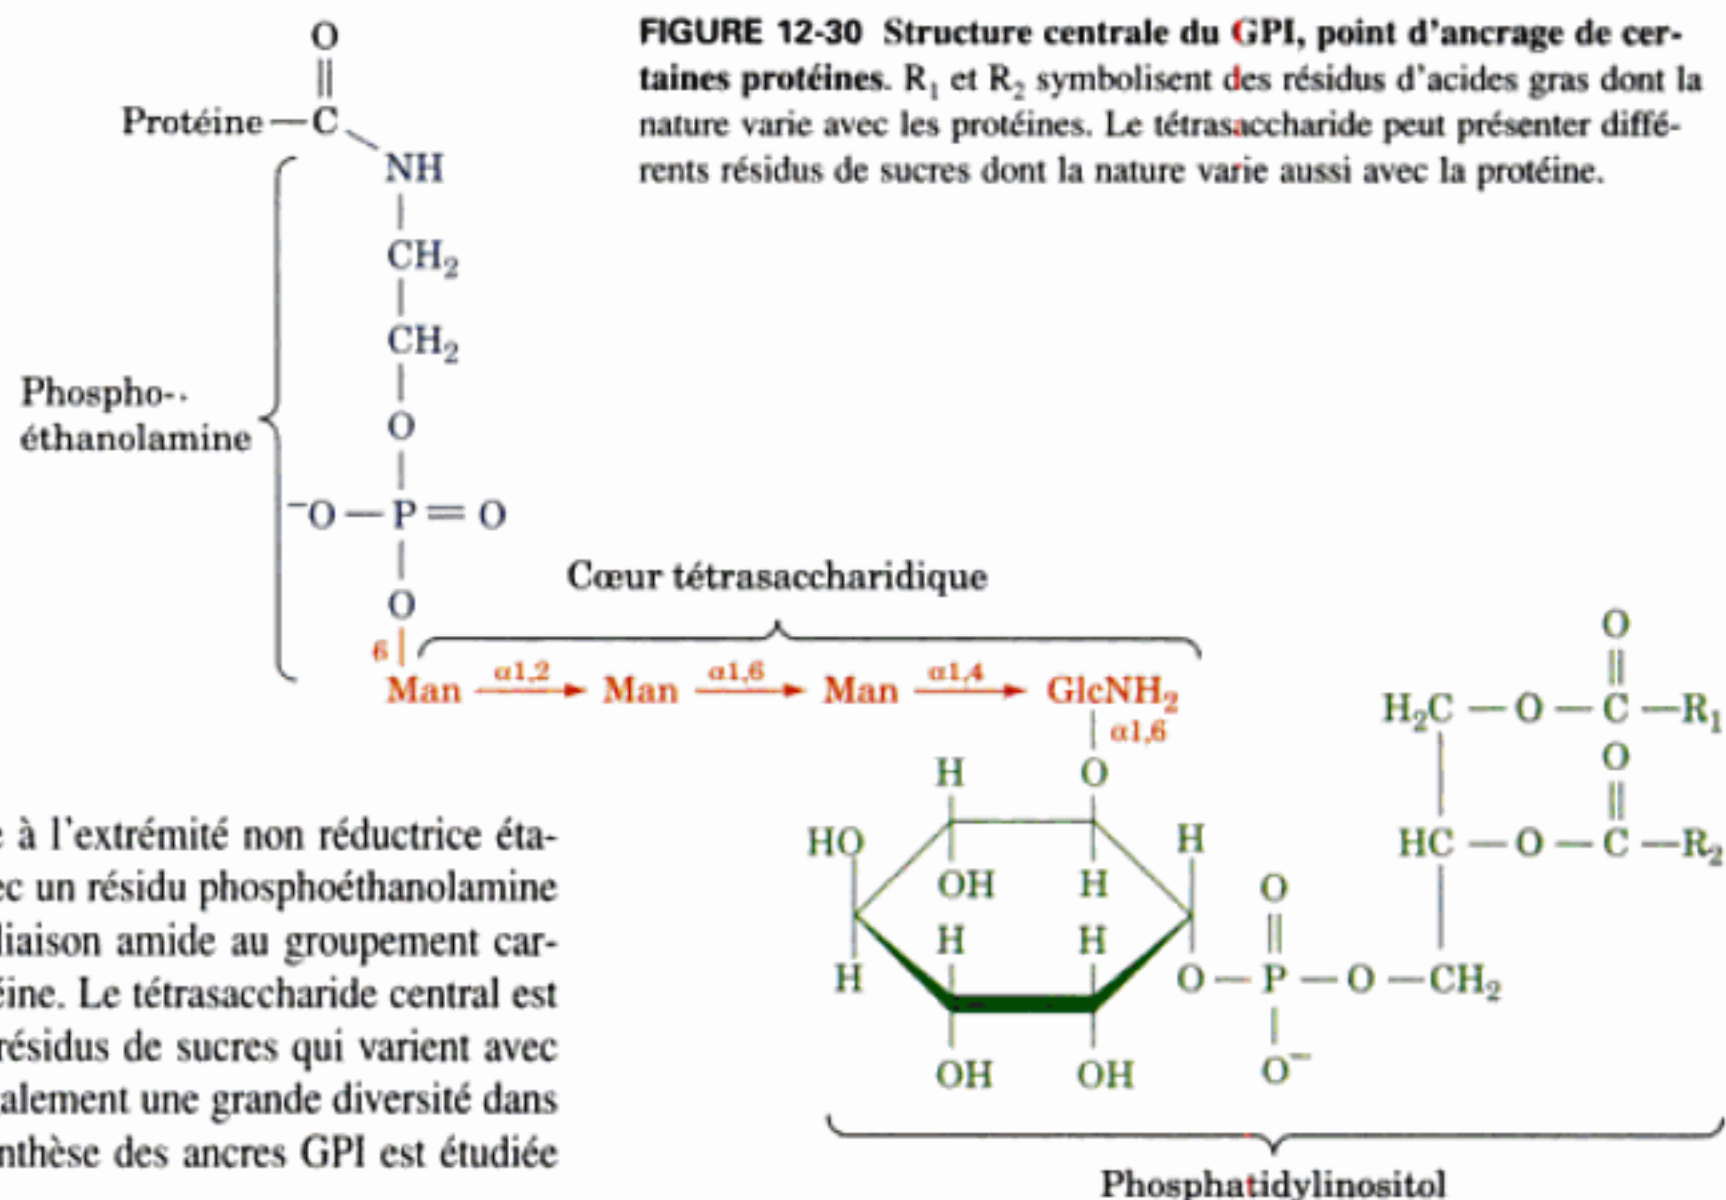 FIGURE 12-30 Structure centrale du GPI, point d'ancrage de cer-
taines protéines. R₁ et R₂ symbolisent des résidus d'acides gras dont la
nature varie avec les protéines. Le tétrasaccharide peut présenter diffé-
rents résidus de sucres dont la nature varie aussi avec la protéine.
O
Protéine—C
NH
CH₂
CH₂
Phospho-
éthanolamine
O
⁻O—P=O
O
Cœur tétrasaccharidique
6
Man α1,2 Man α1,6 Man α1,4 GlcNH₂
α1,6
O
H₂C—O—C—R₁
O
HC—O—C—R₂
H O
HO H
OH H O
H H
H O—P—O—CH₂
OH OH O⁻
Phosphatidylinositol
e à l'extrémité non réductrice éta-
ec un résidu phosphoéthanolamine
liaison amide au groupement car-
éine. Le tétrasaccharide central est
résidus de sucres qui varient avec
alement une grande diversité dans
nthèse des ancres GPI est étudiée